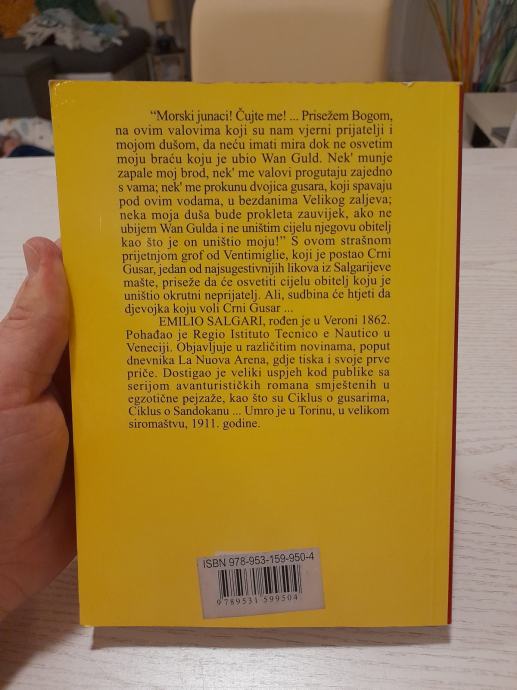 “Morski junaci! Čujte me! ... Prisežem Bogom,
na ovim valovima koji su nam vjerni prijatelji i
mojom dušom, da neću imati mira dok ne osvetim
moju braću koju je ubio Wan Guld. Nek' munje
zapale moj brod, nek' me valovi progutaju zajedno
s vama; nek' me prokunu dvojica gusara, koji spavaju
pod ovim vodama, u bezdanima Velikog zaljeva;
neka moja duša bude prokleta zauvijek, ako ne
ubijem Wan Gulda i ne uništim cijelu njegovu obitelj
kao što je on uništio moju!” S ovom strašnom
prijetnjom grof od Ventimiglie, koji je postao Crni
Gusar, jedan od najsugestivnijih likova iz Salgarijeve
mašte, priseže da će osvetiti cijelu obitelj koju je
uništio okrutni neprijatelj. Ali, sudbina će htjeti da
djevojka koju voli Crni Gusar ...
EMILIO SALGARI, rođen je u Veroni 1862.
Pohađao je Regio Istituto Tecnico e Nautico u
Veneciji. Objavljuje u različitim novinama, poput
dnevnika La Nuova Arena, gdje tiska i svoje prve
priče. Dostigao je veliki uspjeh kod publike sa
serijom avanturističkih romana smještenih u
egzotične pejzaže, kao što su Ciklus o gusarima,
Ciklus o Sandokanu ... Umro je u Torinu, u velikom
siromaštvu, 1911. godine.
ISBN 978-953-159-950-4
9789531 599504